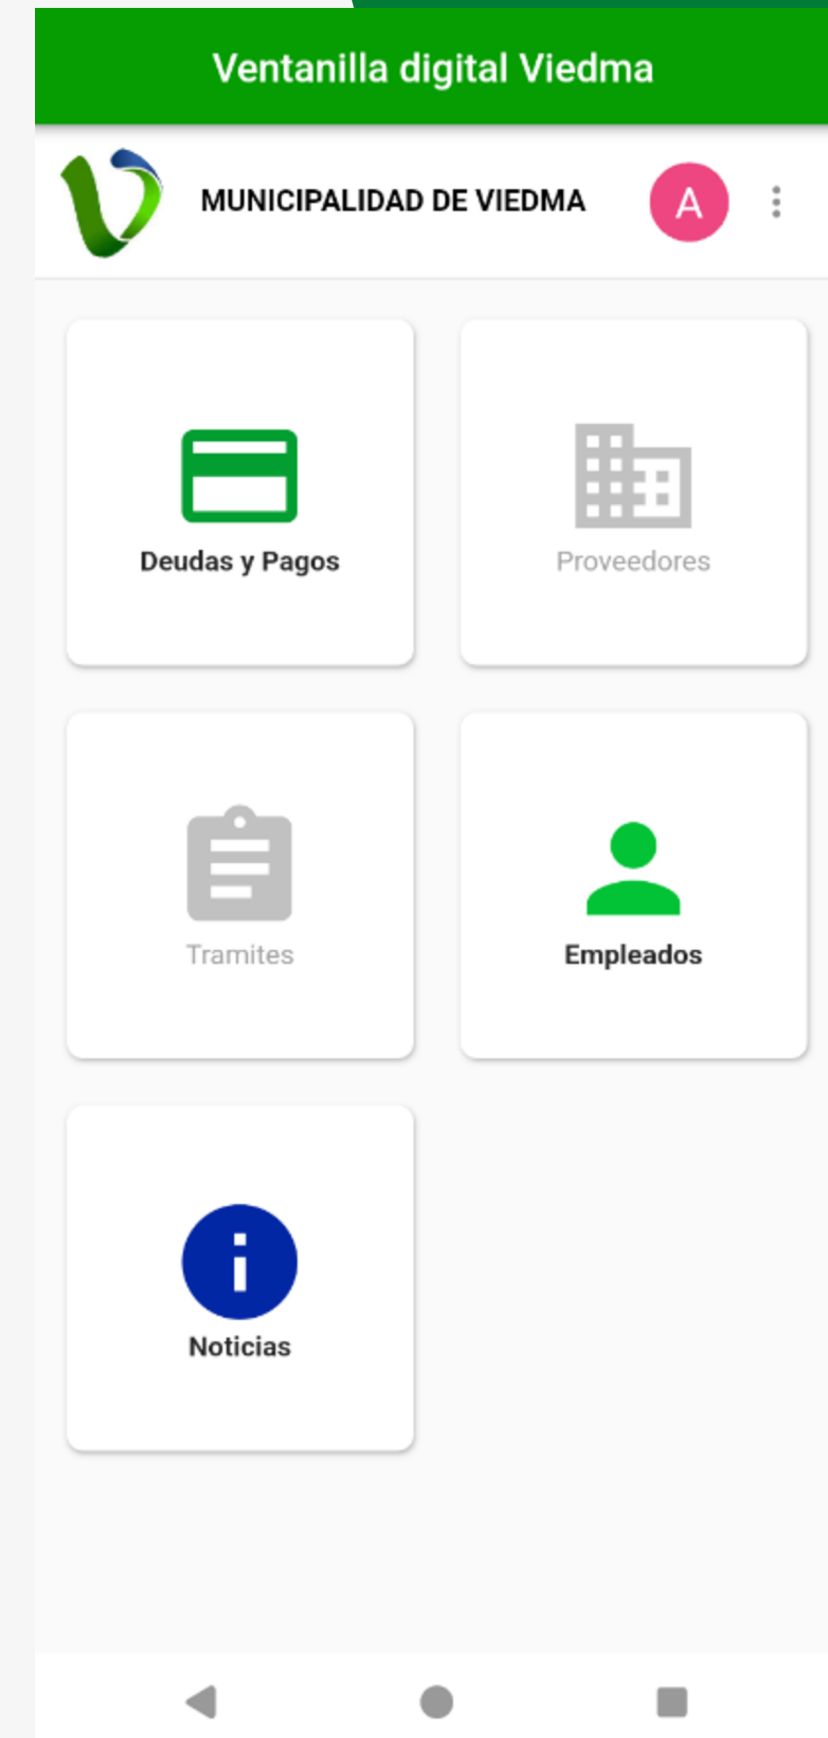 Ventanilla digital Viedma
MUNICIPALIDAD DE VIEDMA
A
Deudas y Pagos
Proveedores
Tramites
Empleados
Noticias